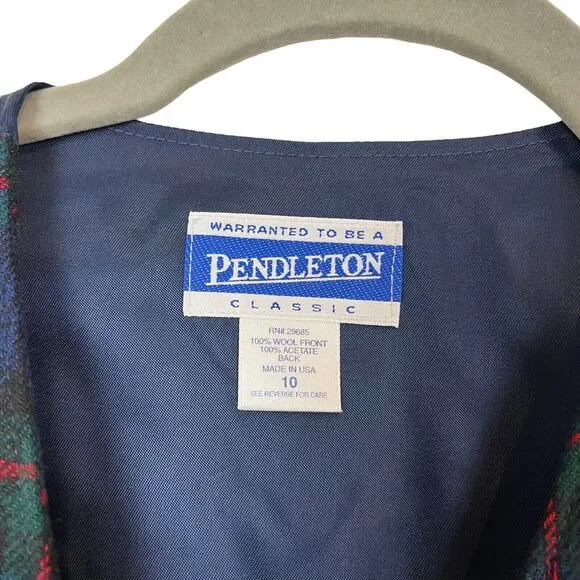 WARRANTED TO BE A
PENDLETON
CLASSIC
RN# 29685
100% WOOL FRONT
100% ACETATE
BACK
MADE IN USA
10
SEE REVERSE FOR CARE